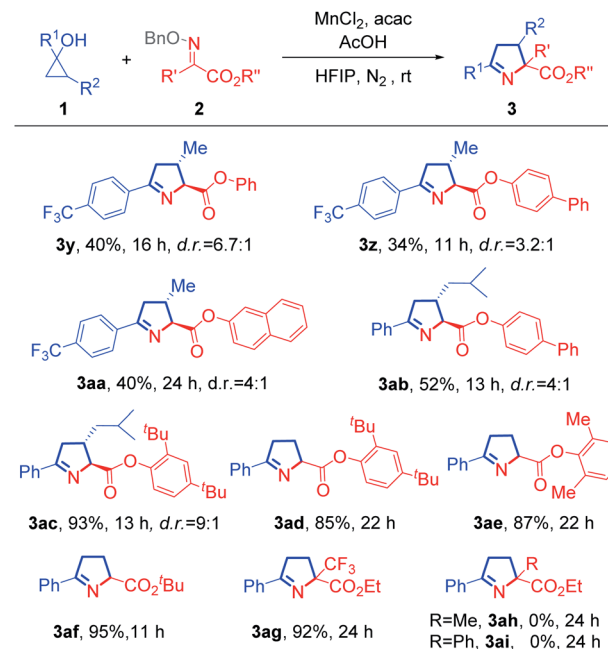 R¹ OH
R²
1
+
BnO N
R' CO₂R"
2
MnCl₂, acac
AcOH
HFIP, N₂ , rt
R²
R'
R¹ N CO₂R"
3
Me
F₃C N O O Ph
3y, 40%, 16 h, d.r.=6.7:1
Me
F₃C N O O Ph
3z, 34%, 11 h, d.r.=3.2:1
Me
F₃C N O O
3aa, 40%, 24 h, d.r.=4:1
Ph N O O Ph
3ab, 52%, 13 h, d.r.=4:1
Ph N O O ᵗBu ᵗBu
3ac, 93%, 13 h, d.r.=9:1
Ph N O O ᵗBu ᵗBu
3ad, 85%, 22 h
Ph N O O Me Me
3ae, 87%, 22 h
Ph N CO₂ᵗBu
3af, 95%,11 h
CF₃
Ph N CO₂Et
3ag, 92%, 24 h
R
Ph N CO₂Et
R=Me, 3ah, 0%, 24 h
R=Ph, 3ai, 0%, 24 h